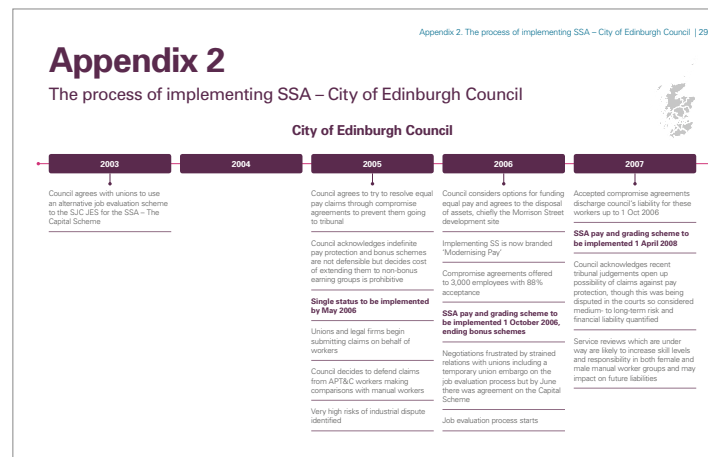 Appendix 2. The process of implementing SSA – City of Edinburgh Council | 29
Appendix 2
The process of implementing SSA – City of Edinburgh Council
City of Edinburgh Council
2003
2004
2005
2006
2007
Council agrees with unions to use
an alternative job evaluation scheme
to the SJC JES for the SSA – The
Capital Scheme
Council agrees to try to resolve equal
pay claims through compromise
agreements to prevent them going
to tribunal
Council acknowledges indefinite
pay protection and bonus schemes
are not defensible but decides cost
of extending them to non-bonus
earning groups is prohibitive
Single status to be implemented
by May 2006
Unions and legal firms begin
submitting claims on behalf of
workers
Council decides to defend claims
from APT&C workers making
comparisons with manual workers
Very high risks of industrial dispute
identified
Council considers options for funding
equal pay and agrees to the disposal
of assets, chiefly the Morrison Street
development site
Implementing SS is now branded
'Modernising Pay'
Compromise agreements offered
to 3,000 employees with 88%
acceptance
SSA pay and grading scheme to
be implemented 1 October 2006,
ending bonus schemes
Negotiations frustrated by strained
relations with unions including a
temporary union embargo on the
job evaluation process but by June
there was agreement on the Capital
Scheme
Job evaluation process starts
Accepted compromise agreements
discharge council's liability for these
workers up to 1 Oct 2006
SSA pay and grading scheme to
be implemented 1 April 2008
Council acknowledges recent
tribunal judgements open up
possibility of claims against pay
protection, though this was being
disputed in the courts so considered
medium- to long-term risk and
financial liability quantified
Service reviews which are under
way are likely to increase skill levels
and responsibility in both female and
male manual worker groups and may
impact on future liabilities